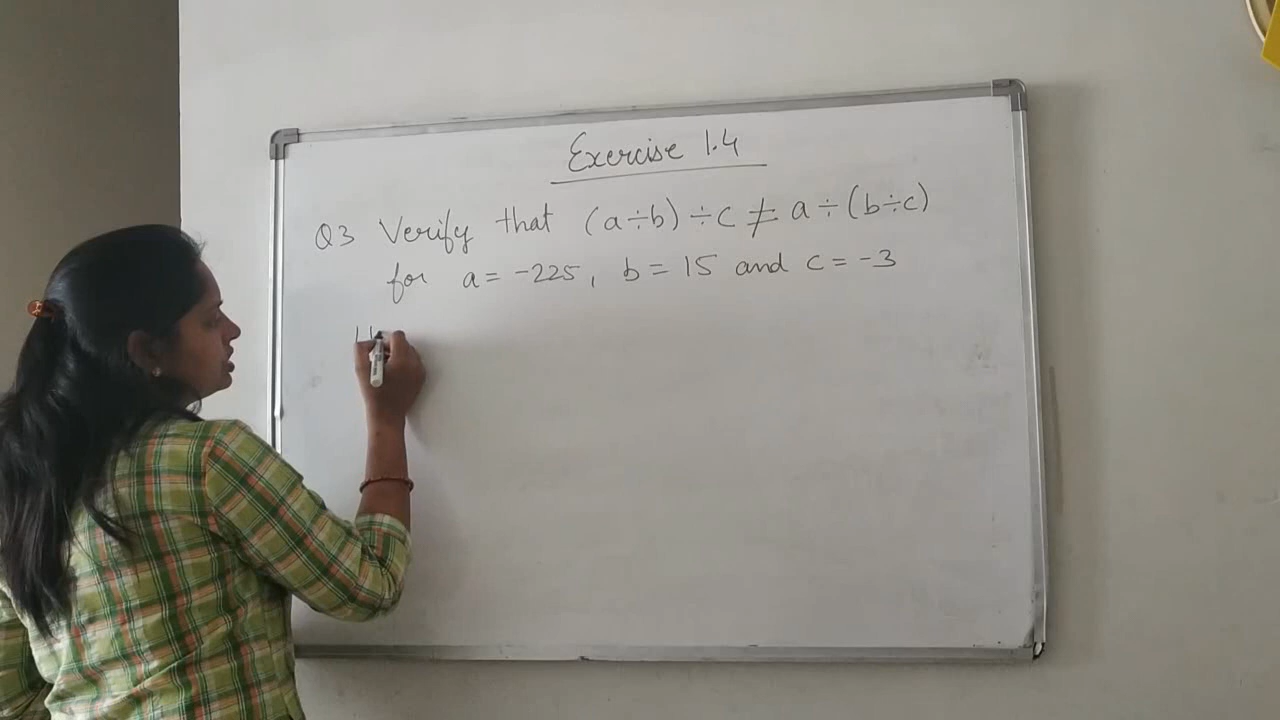 Exercise 1.4
Q3 Verify that (a÷b) ÷c ≠ a÷(b÷c)
for a = -225, b = 15 and c = -3